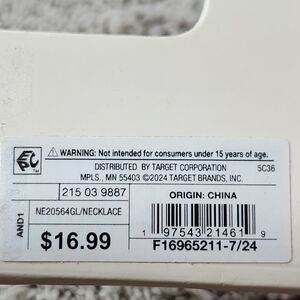 ⚠ WARNING: Not intended for consumers under 15 years of age.
DISTRIBUTED BY TARGET CORPORATION 5C36
MPLS., MN 55403 ©2024 TARGET BRANDS, INC.
215 03 9887
ORIGIN: CHINA
AND1
NE20564GL/NECKLACE
1 97543 21461 9
$16.99
F16965211-7/24